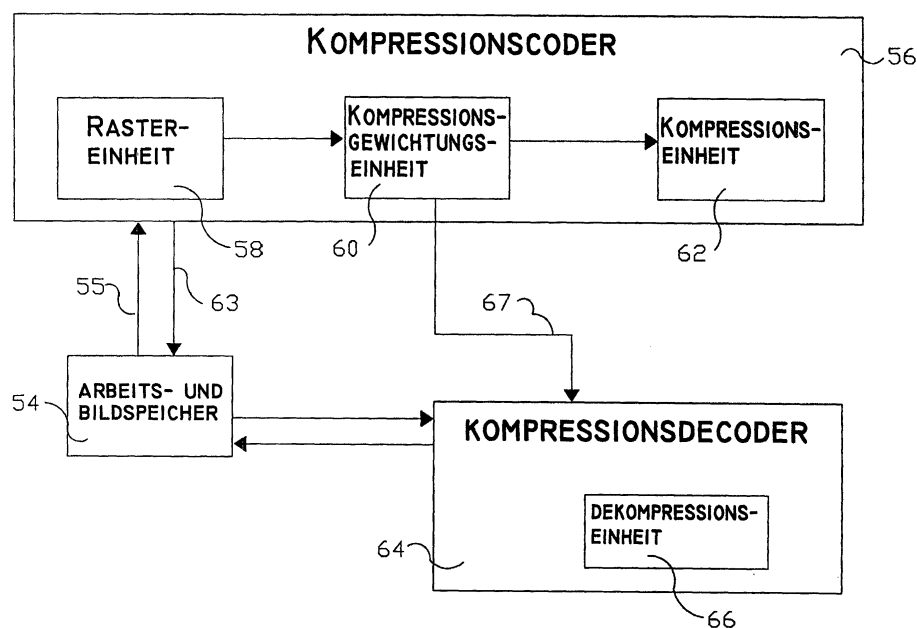 KOMPRESSIONSCODER
56
RASTER-
EINHEIT
KOMPRESSIONS-
GEWICHTUNGS-
EINHEIT
KOMPRESSIONS-
EINHEIT
58
60
62
55
63
67
54
ARBEITS- UND
BILDSPEICHER
KOMPRESSIONSDECODER
DEKOMPRESSIONS-
EINHEIT
64
66